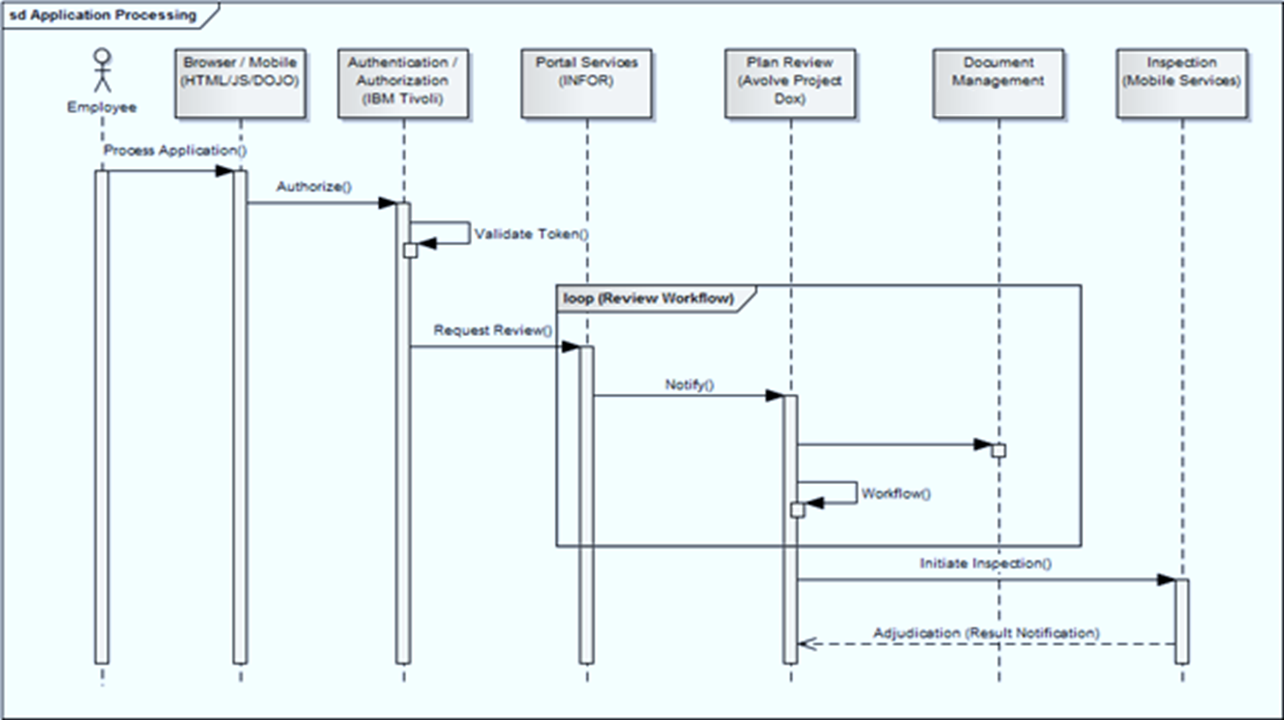 sd Application Processing
Employee
Browser / Mobile
(HTML/JS/DOJO)
Authentication /
Authorization
(IBM Tivoli)
Portal Services
(INFOR)
Plan Review
(Avolve Project
Dox)
Document
Management
Inspection
(Mobile Services)
Process Application()
Authorize()
Validate Token()
loop (Review Workflow)
Request Review()
Notify()
Workflow()
Initiate Inspection()
Adjudication (Result Notification)